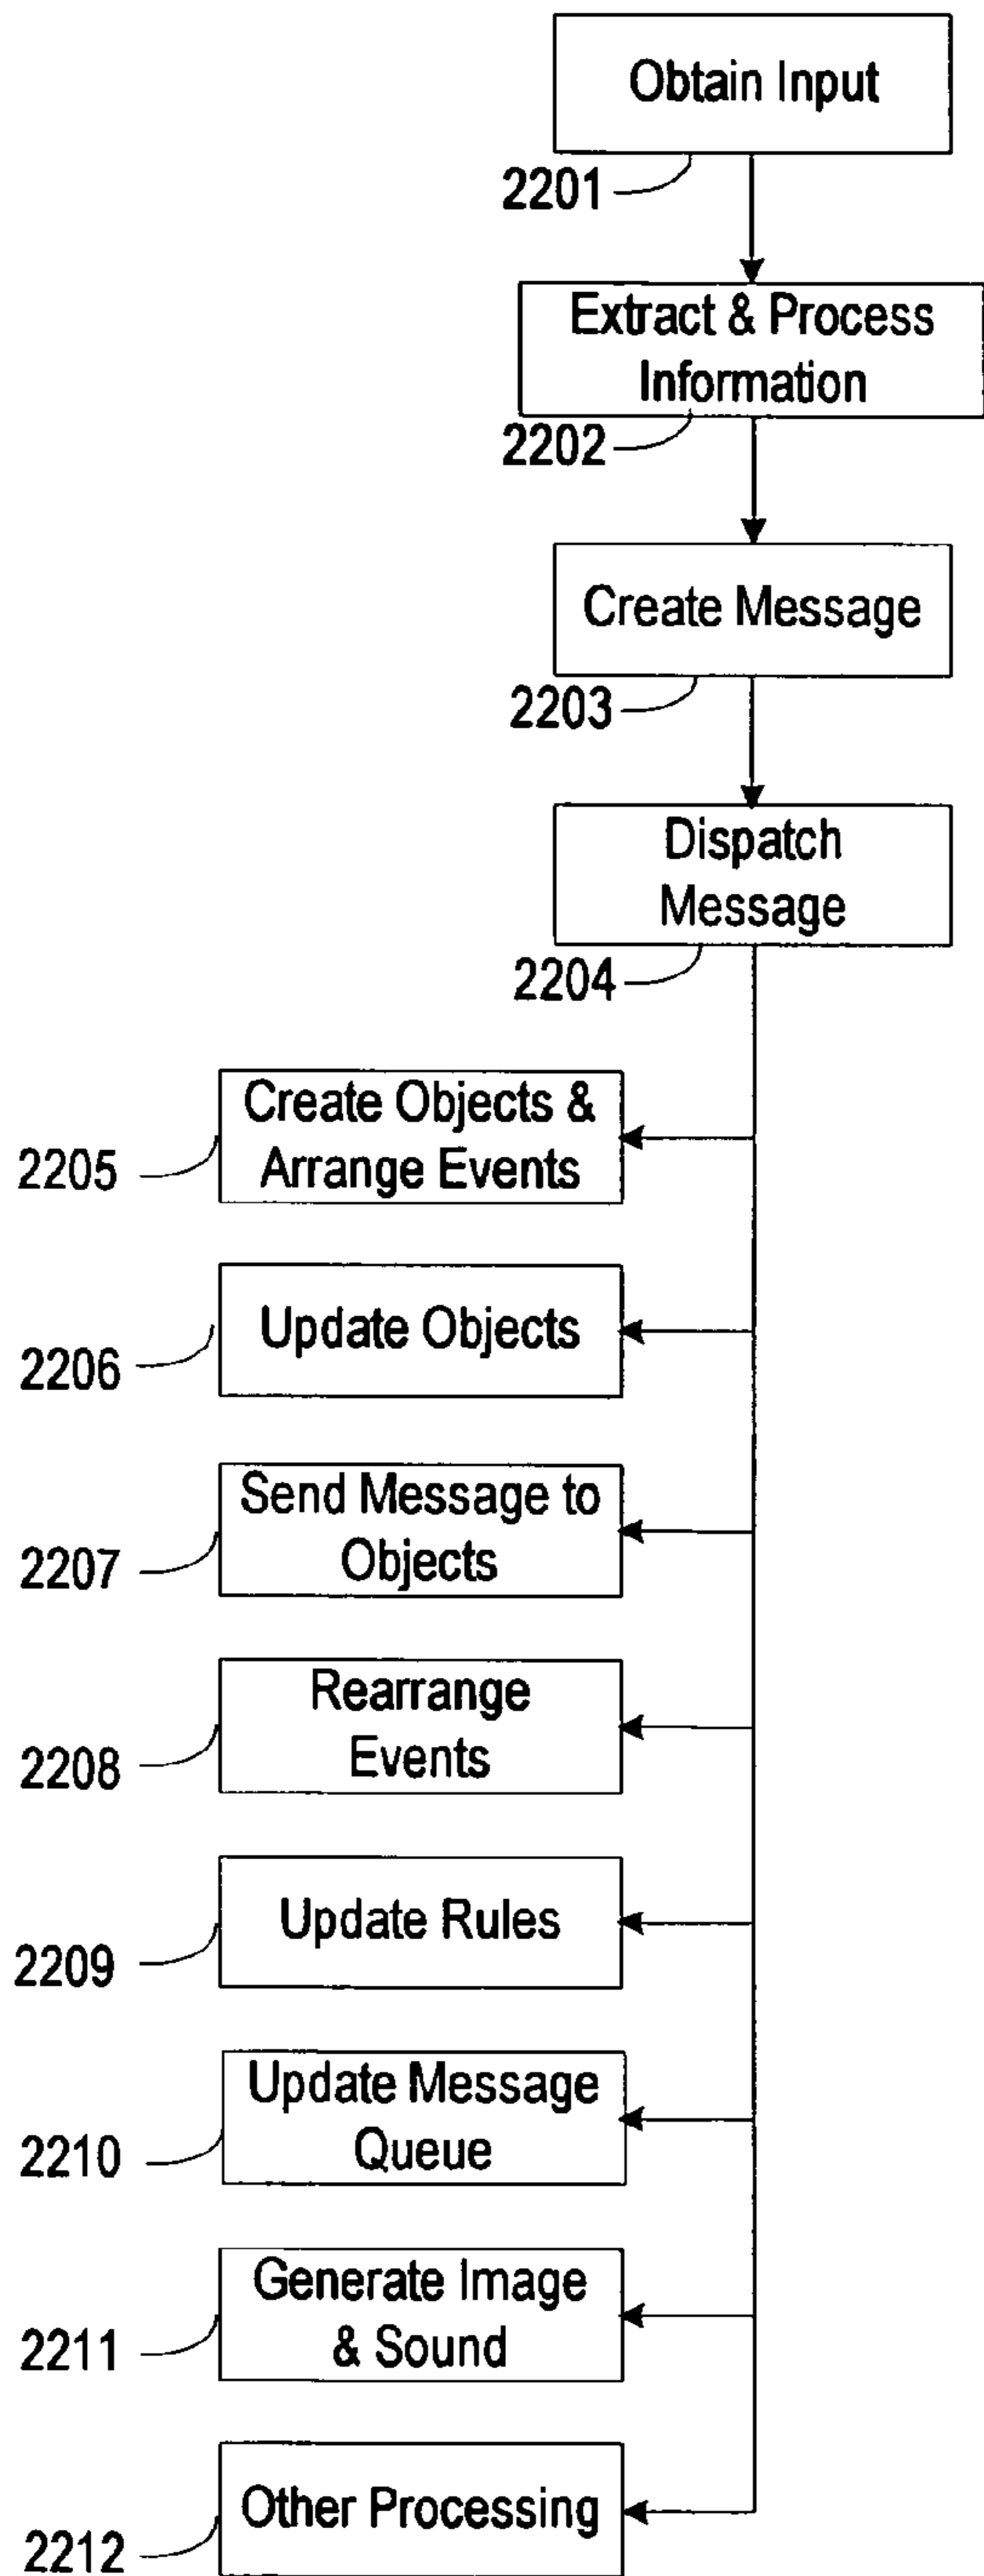 Obtain Input
2201
Extract & Process
Information
2202
Create Message
2203
Dispatch
Message
2204
Create Objects &
Arrange Events
2205
Update Objects
2206
Send Message to
Objects
2207
Rearrange
Events
2208
Update Rules
2209
Update Message
Queue
2210
Generate Image
& Sound
2211
Other Processing
2212